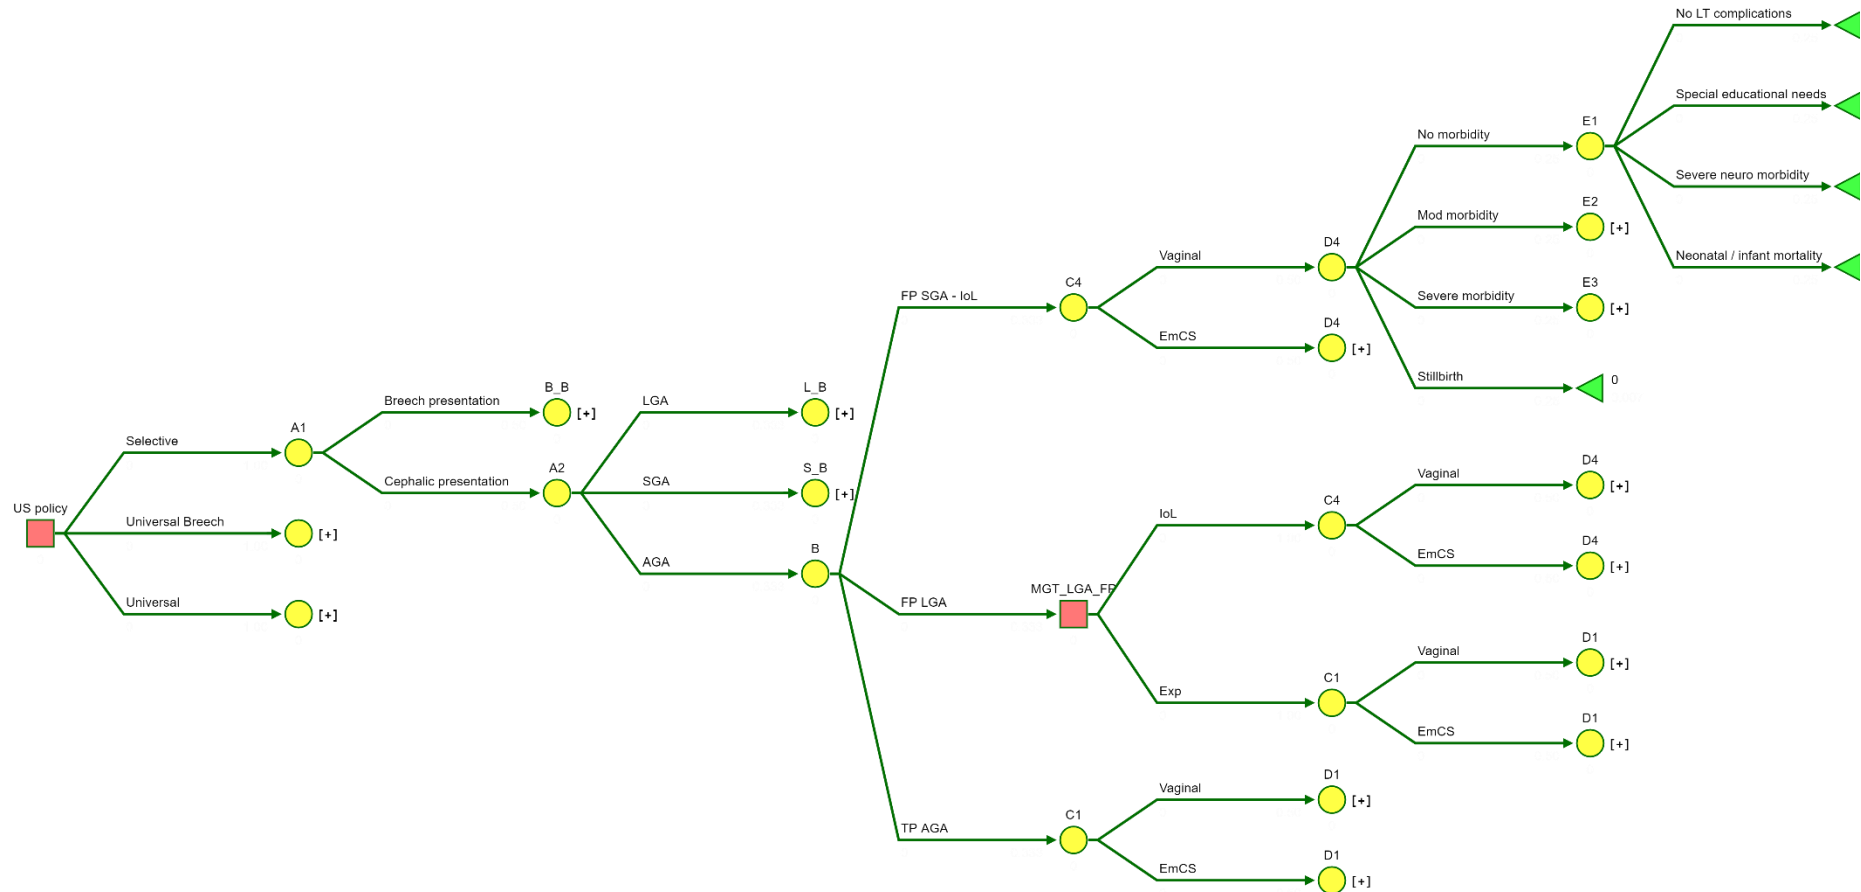 No LT complications
Special educational needs
E1
No morbidity
Severe neuro morbidity
E2
Mod morbidity
[+]
D4
Vaginal
Neonatal / infant mortality
E3
C4
FP SGA - IoL
Severe morbidity
[+]
D4
EmCS
[+]
Stillbirth
0
B_B
L_B
Breech presentation
[+]
LGA
[+]
A1
Selective
D4
A2
S_B
Vaginal
[+]
Cephalic presentation
SGA
[+]
C4
US policy
IoL
Universal Breech
[+]
D4
B
EmCS
[+]
AGA
MGT_LGA_FP
Universal
[+]
FP LGA
D1
Vaginal
[+]
C1
Exp
D1
EmCS
[+]
D1
Vaginal
[+]
C1
TP AGA
D1
EmCS
[+]